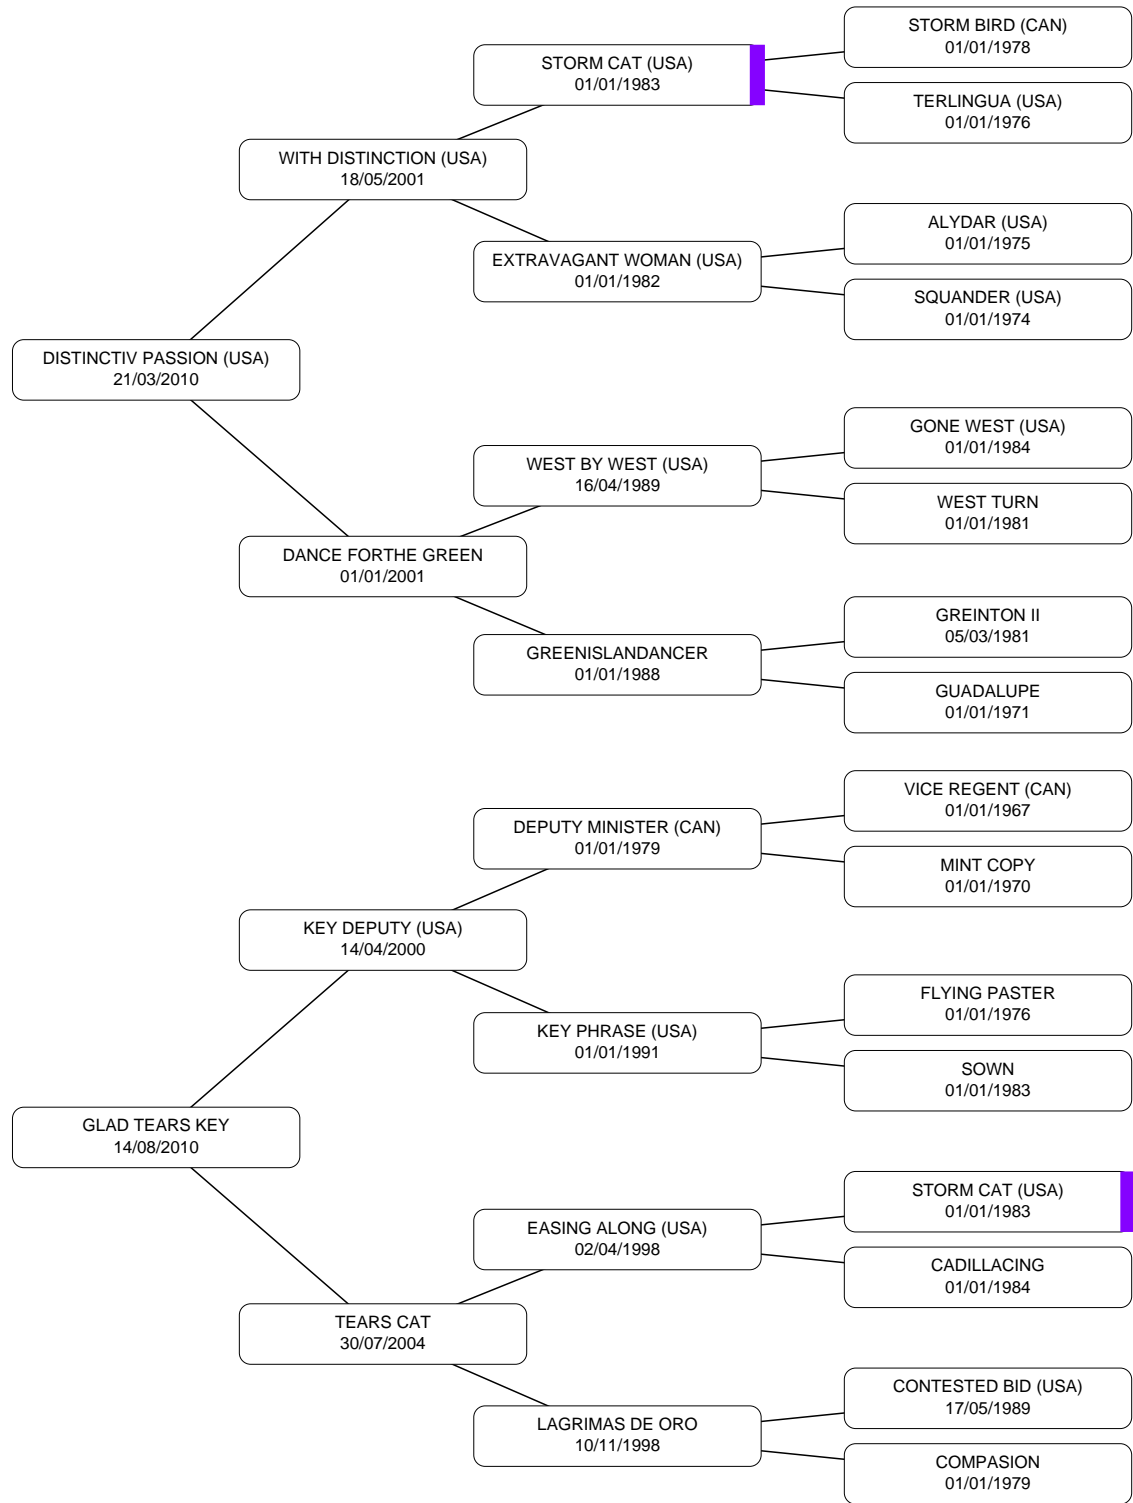 STORM BIRD (CAN)
01/01/1978
STORM CAT (USA)
01/01/1983
TERLINGUA (USA)
01/01/1976
WITH DISTINCTION (USA)
18/05/2001
ALYDAR (USA)
01/01/1975
EXTRAVAGANT WOMAN (USA)
01/01/1982
SQUANDER (USA)
01/01/1974
DISTINCTIV PASSION (USA)
21/03/2010
GONE WEST (USA)
01/01/1984
WEST BY WEST (USA)
16/04/1989
WEST TURN
01/01/1981
DANCE FORTHE GREEN
01/01/2001
GREINTON II
05/03/1981
GREENISLANDANCER
01/01/1988
GUADALUPE
01/01/1971
VICE REGENT (CAN)
01/01/1967
DEPUTY MINISTER (CAN)
01/01/1979
MINT COPY
01/01/1970
KEY DEPUTY (USA)
14/04/2000
FLYING PASTER
01/01/1976
KEY PHRASE (USA)
01/01/1991
SOWN
01/01/1983
GLAD TEARS KEY
14/08/2010
STORM CAT (USA)
01/01/1983
EASING ALONG (USA)
02/04/1998
CADILLACING
01/01/1984
TEARS CAT
30/07/2004
CONTESTED BID (USA)
17/05/1989
LAGRIMAS DE ORO
10/11/1998
COMPASION
01/01/1979